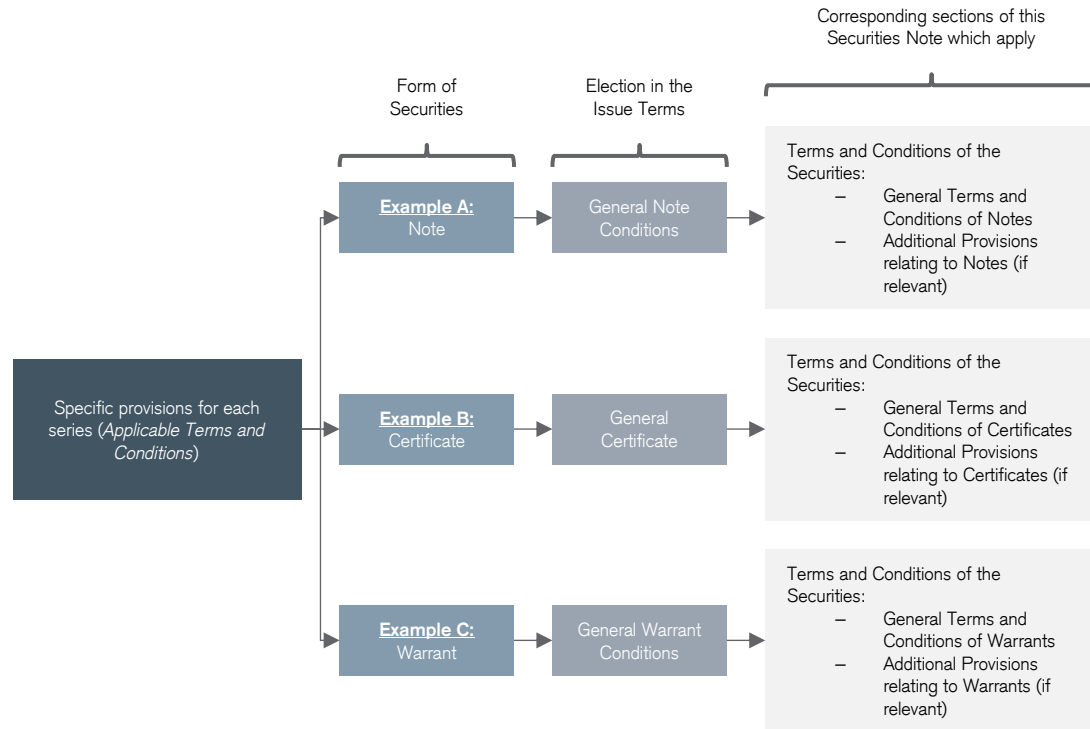 Corresponding sections of this
Securities Note which apply
Form of
Securities
Election in the
Issue Terms
Specific provisions for each
series (Applicable Terms and
Conditions)
Example A:
Note
General Note
Conditions
Terms and Conditions of the
Securities:
– General Terms and
Conditions of Notes
– Additional Provisions
relating to Notes (if
relevant)
Example B:
Certificate
General
Certificate
Terms and Conditions of the
Securities:
– General Terms and
Conditions of Certificates
– Additional Provisions
relating to Certificates (if
relevant)
Example C:
Warrant
General Warrant
Conditions
Terms and Conditions of the
Securities:
– General Terms and
Conditions of Warrants
– Additional Provisions
relating to Warrants (if
relevant)